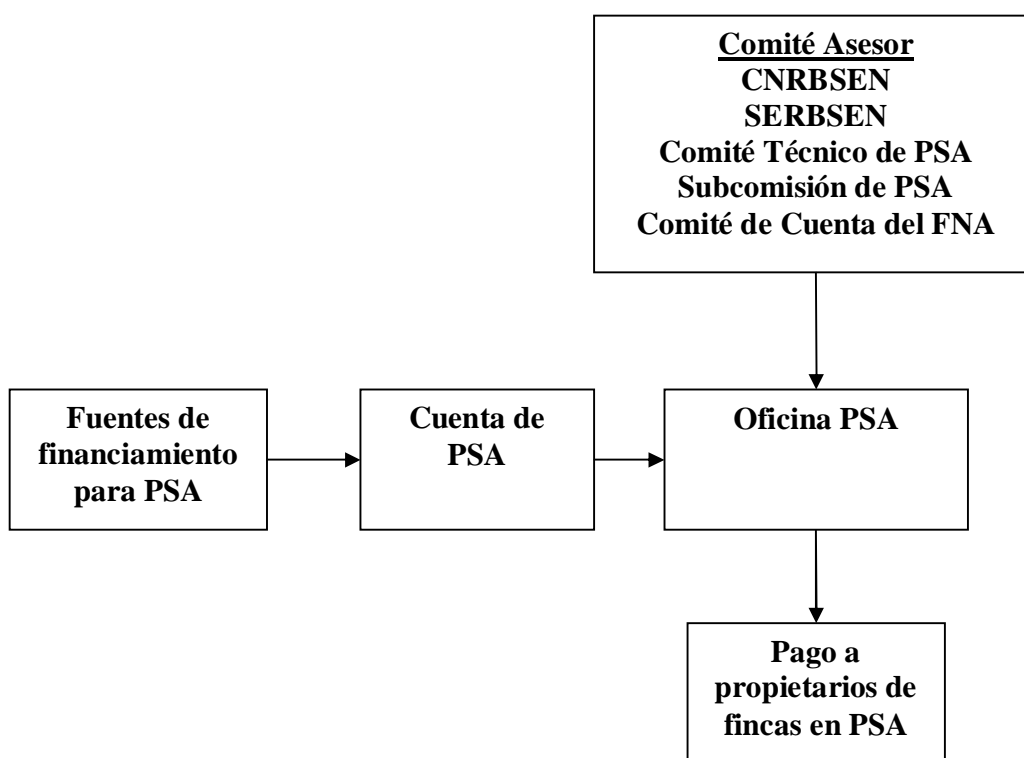 Comité Asesor
CNRBSEN
SERBSEN
Comité Técnico de PSA
Subcomisión de PSA
Comité de Cuenta del FNA
Fuentes de
financiamiento
para PSA
Cuenta de
PSA
Oficina PSA
Pago a
propietarios de
fincas en PSA